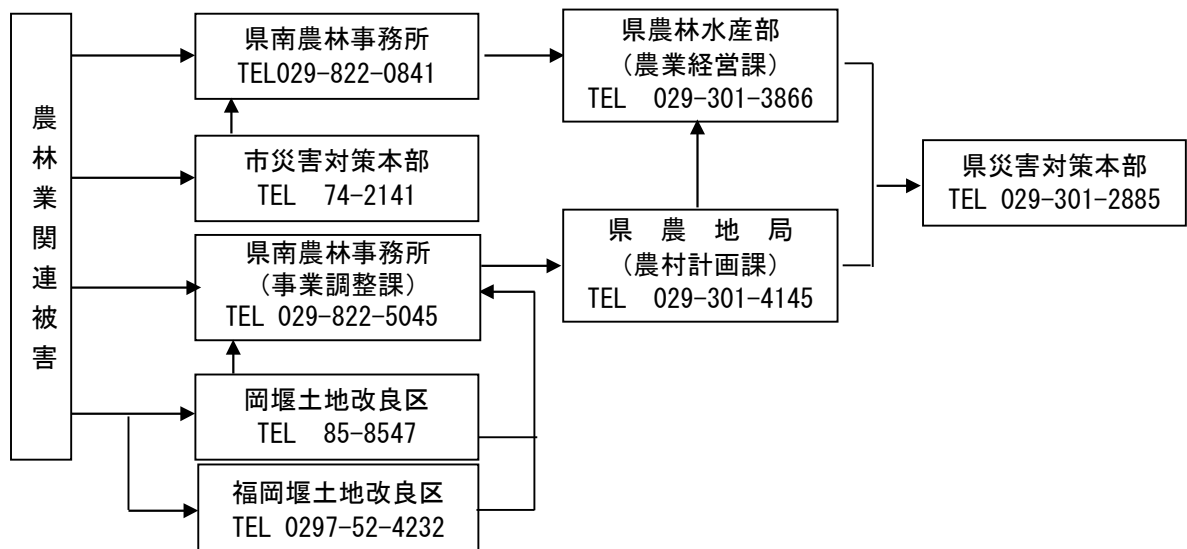 農林業関連被害
県南農林事務所
TEL029-822-0841
市災害対策本部
TEL 74-2141
県南農林事務所
（事業調整課）
TEL 029-822-5045
岡堰土地改良区
TEL 85-8547
福岡堰土地改良区
TEL 0297-52-4232
県農林水産部
（農業経営課）
TEL 029-301-3866
県 農 地 局
（農村計画課）
TEL 029-301-4145
県災害対策本部
TEL 029-301-2885